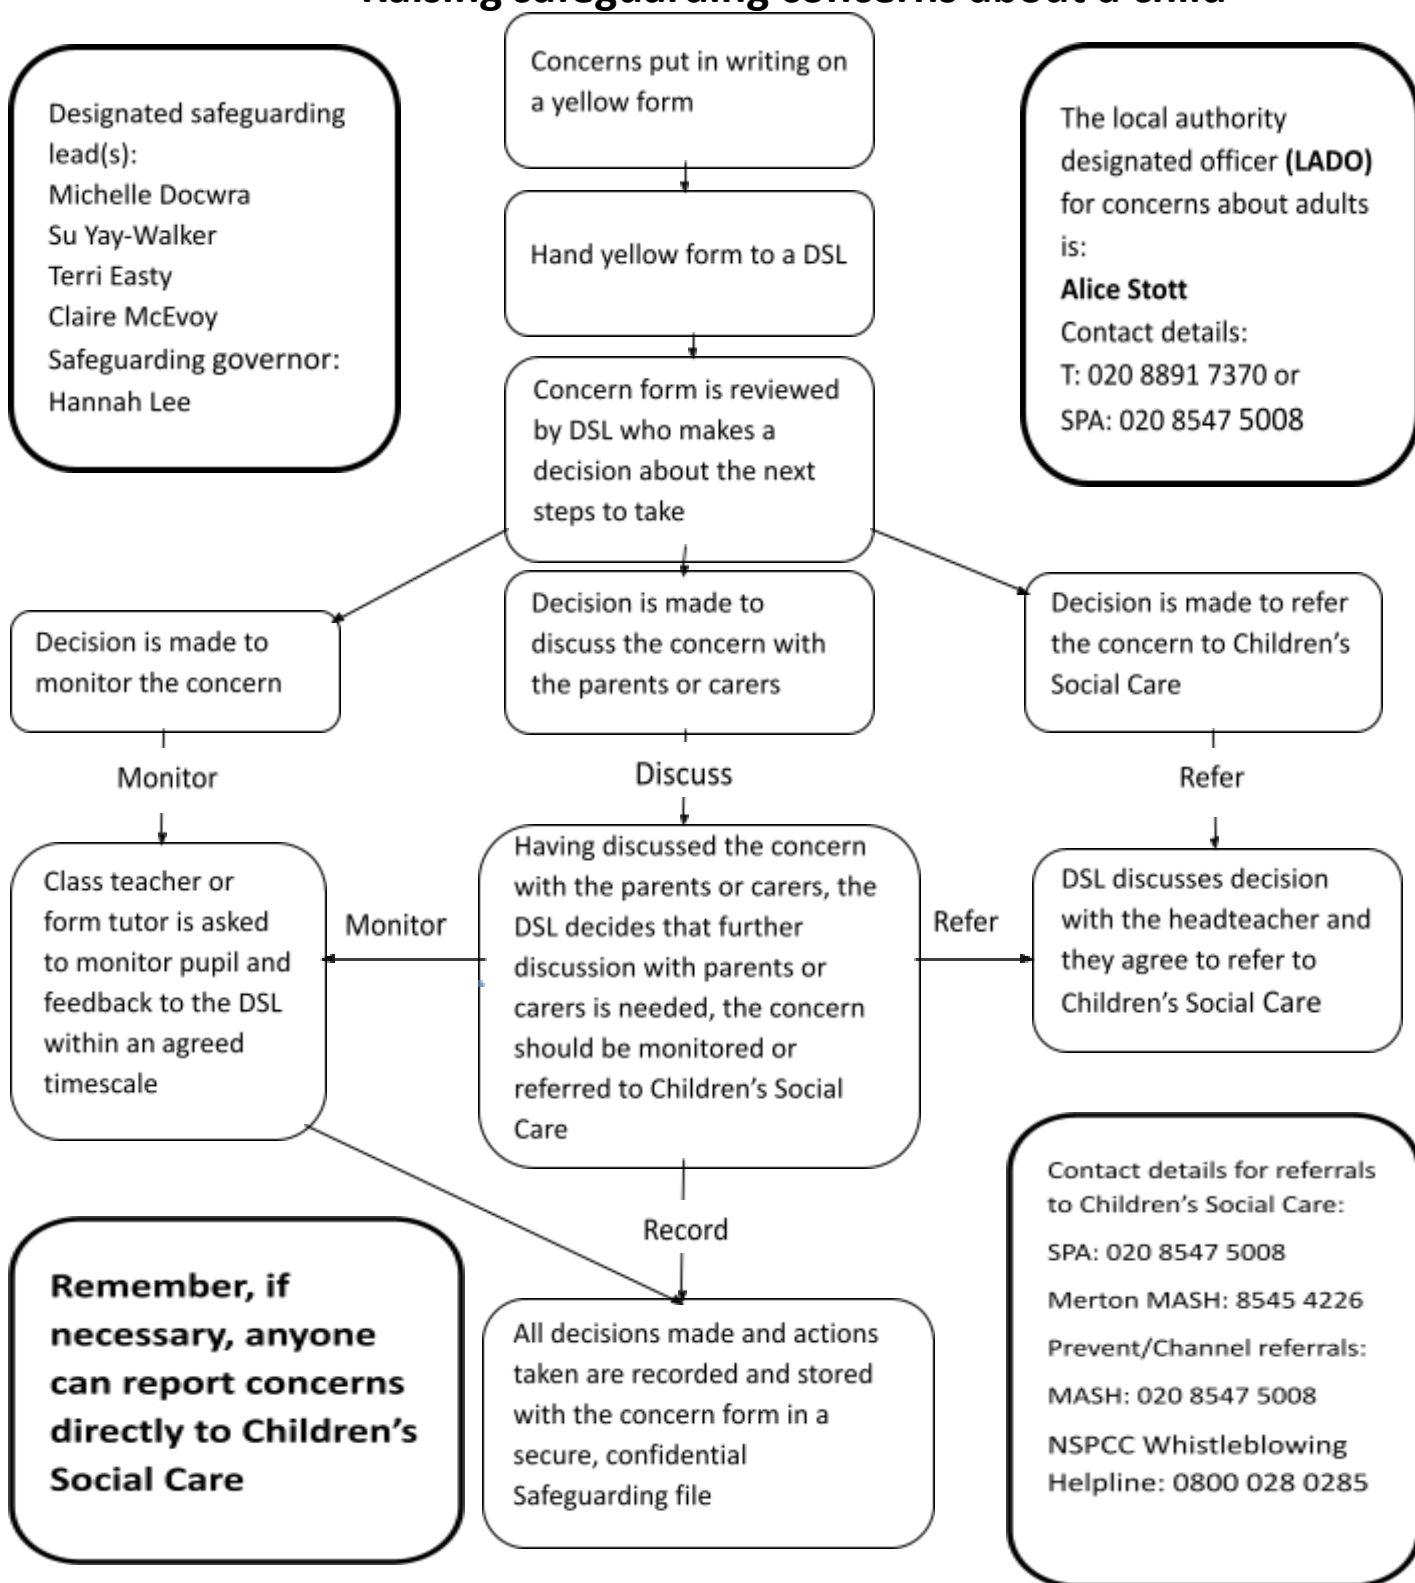 Raising safeguarding concerns about a child
Concerns put in writing on
a yellow form
Designated safeguarding
lead(s):
Michelle Docwra
Su Yay-Walker
Terri Easty
Claire McEvoy
Safeguarding governor:
Hannah Lee
The local authority
designated officer (LADO)
for concerns about adults
is:
Alice Stott
Contact details:
T: 020 8891 7370 or
SPA: 020 8547 5008
Hand yellow form to a DSL
Concern form is reviewed
by DSL who makes a
decision about the next
steps to take
Decision is made to
monitor the concern
Decision is made to
discuss the concern with
the parents or carers
Decision is made to refer
the concern to Children's
Social Care
Monitor
Discuss
Refer
Class teacher or
form tutor is asked
to monitor pupil and
feedback to the DSL
within an agreed
timescale
Monitor
Having discussed the concern
with the parents or carers, the
DSL decides that further
discussion with parents or
carers is needed, the concern
should be monitored or
referred to Children's Social
Care
Refer
DSL discusses decision
with the headteacher and
they agree to refer to
Children's Social Care
Record
Remember, if
necessary, anyone
can report concerns
directly to Children's
Social Care
All decisions made and actions
taken are recorded and stored
with the concern form in a
secure, confidential
Safeguarding file
Contact details for referrals
to Children's Social Care:
SPA: 020 8547 5008
Merton MASH: 8545 4226
Prevent/Channel referrals:
MASH: 020 8547 5008
NSPCC Whistleblowing
Helpline: 0800 028 0285